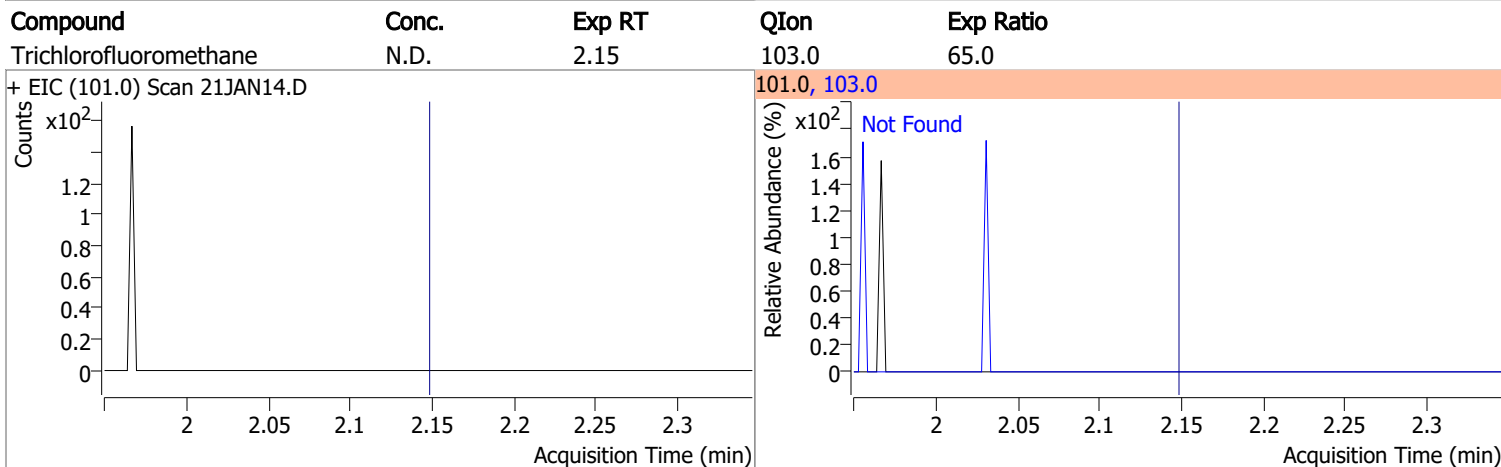 Compound Conc. Exp RT QIon Exp Ratio
Trichlorofluoromethane N.D. 2.15 103.0 65.0
+ EIC (101.0) Scan 21JAN14.D
Counts
x10²
1.2
1
0.8
0.6
0.4
0.2
0
2 2.05 2.1 2.15 2.2 2.25 2.3
Acquisition Time (min)
101.0, 103.0
Relative Abundance (%)
x10²
Not Found
1.6
1.4
1.2
1
0.8
0.6
0.4
0.2
0
2 2.05 2.1 2.15 2.2 2.25 2.3
Acquisition Time (min)